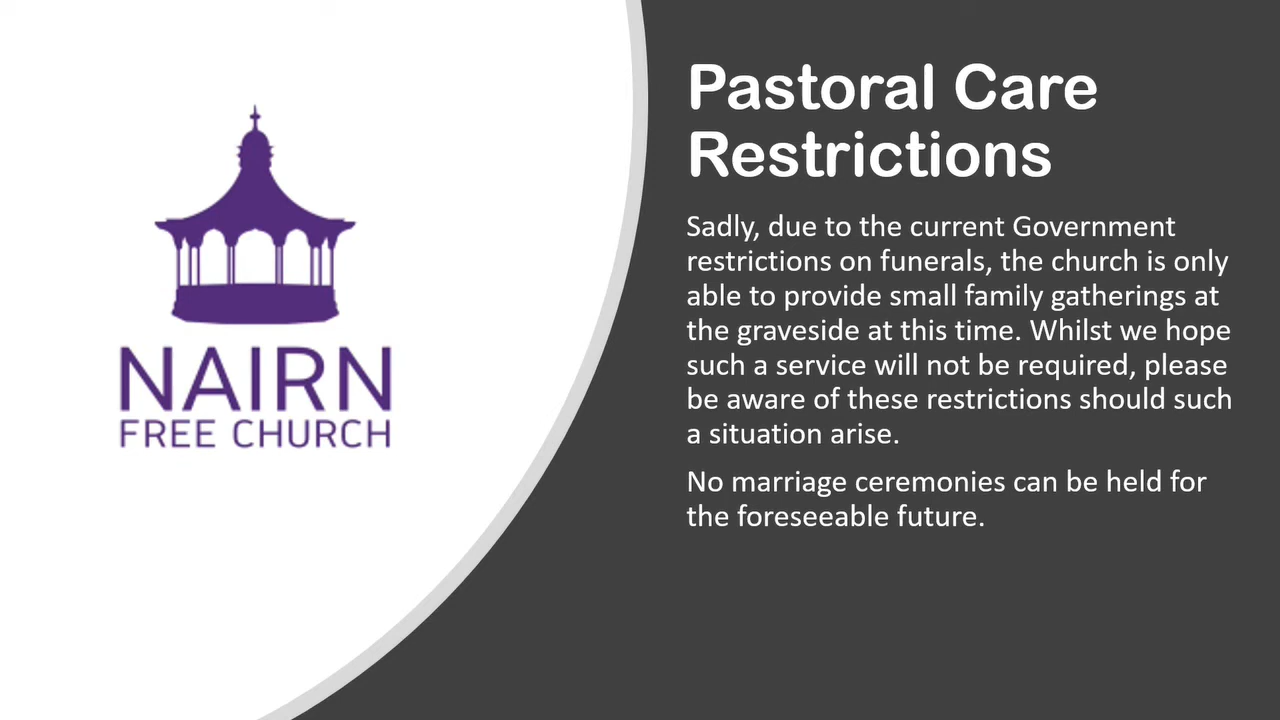 NAIRN
FREE CHURCH
Pastoral Care
Restrictions
Sadly, due to the current Government
restrictions on funerals, the church is only
able to provide small family gatherings at
the graveside at this time. Whilst we hope
such a service will not be required, please
be aware of these restrictions should such
a situation arise.
No marriage ceremonies can be held for
the foreseeable future.